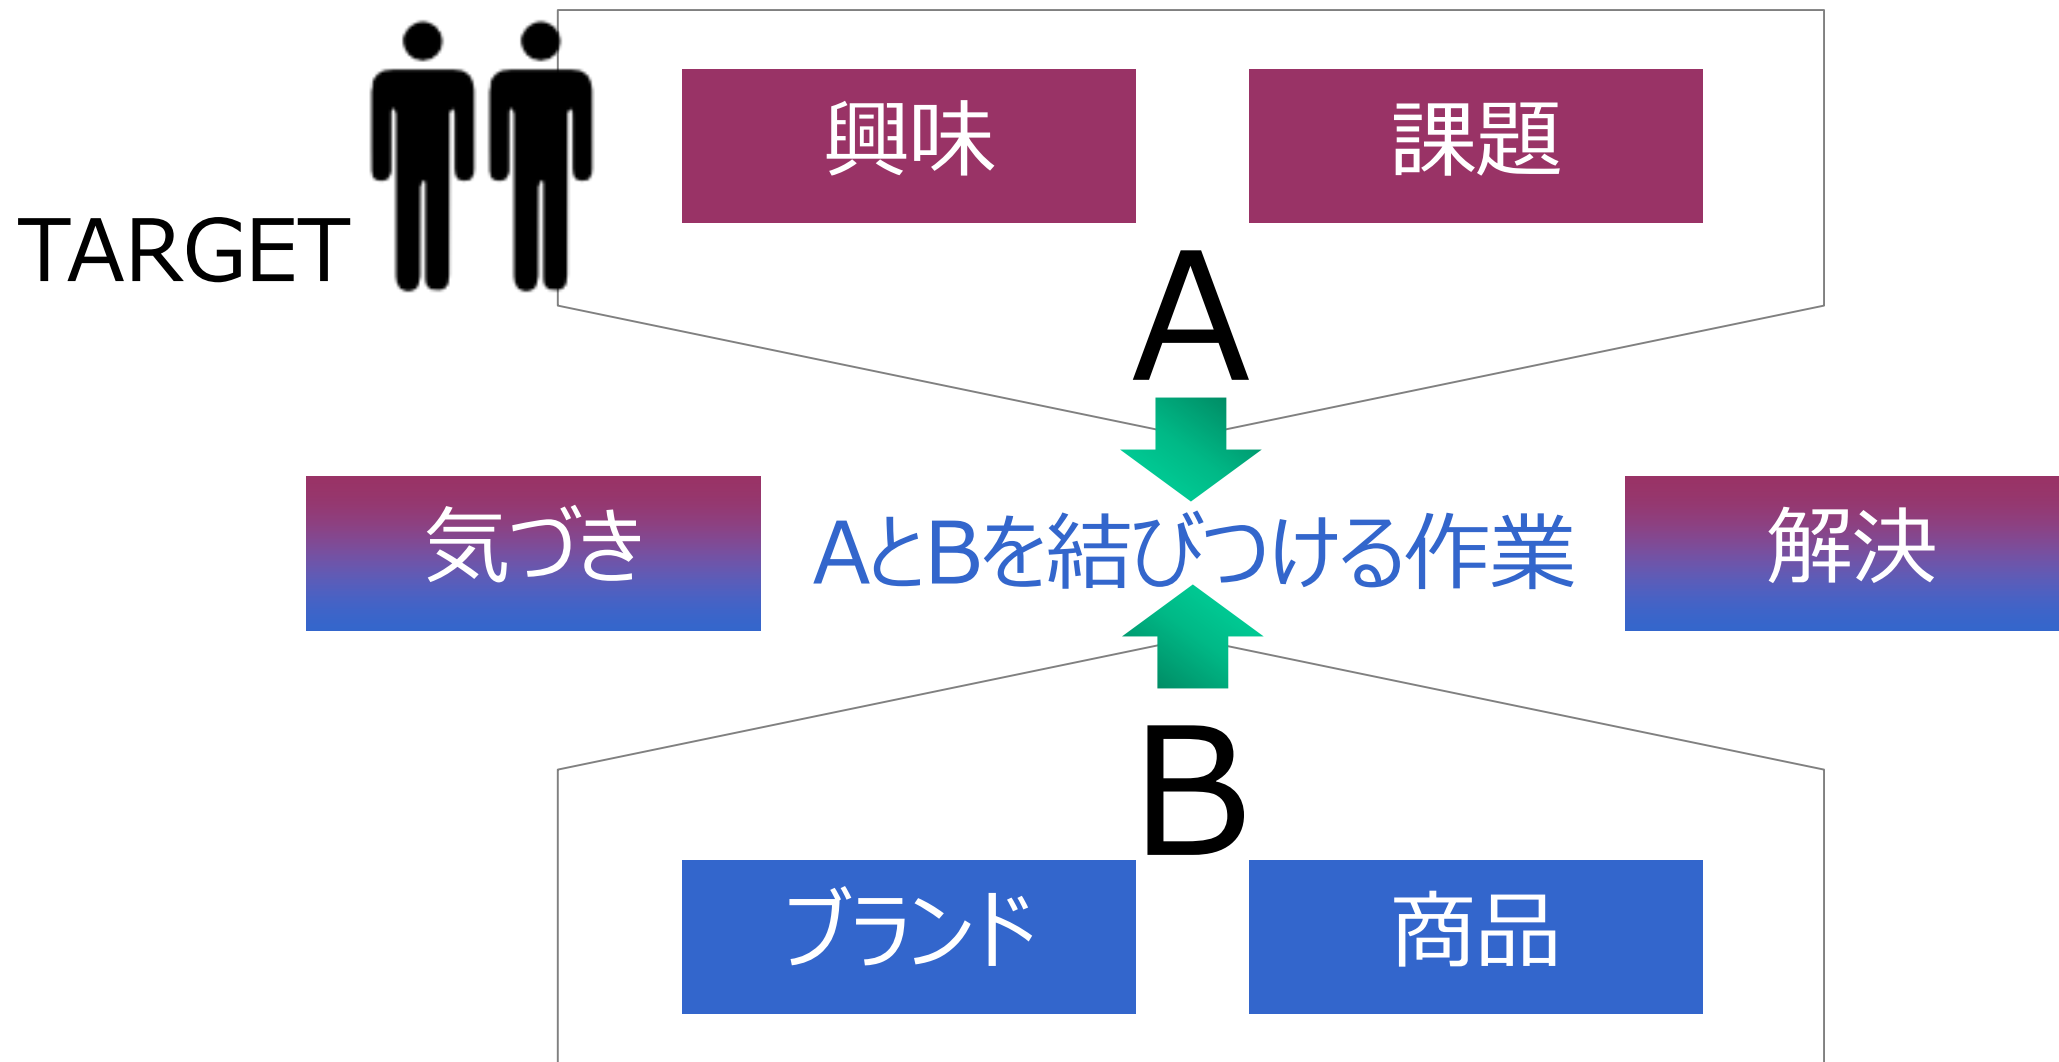 興味
課題
TARGET
A
気づき
AとBを結びつける作業
解決
B
ブランド
商品